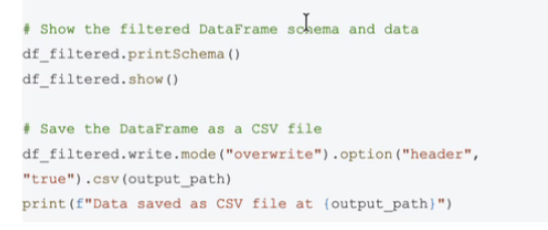 # Show the filtered DataFrame schema and data
df_filtered.printSchema()
df_filtered.show()
# Save the DataFrame as a CSV file
df_filtered.write.mode("overwrite").option("header",
"true").csv(output_path)
print(f"Data saved as CSV file at {output_path}")